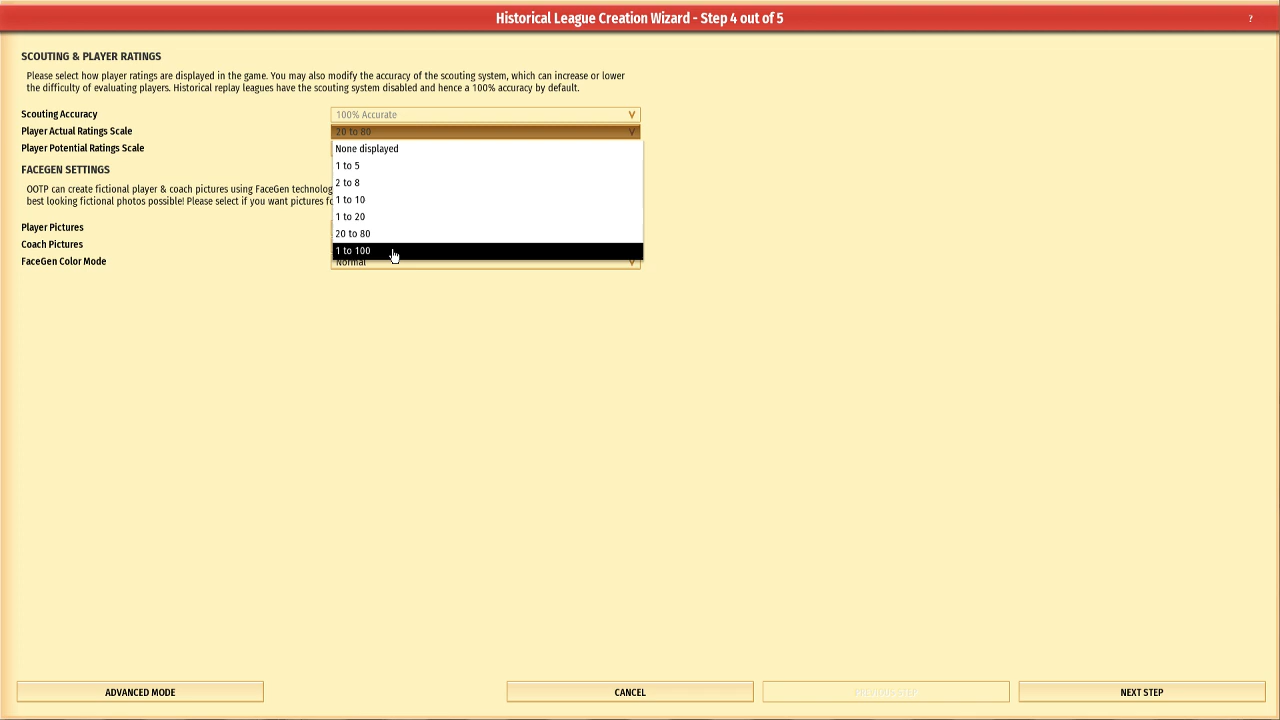 Historical League Creation Wizard - Step 4 out of 5
?
SCOUTING & PLAYER RATINGS
Please select how player ratings are displayed in the game. You may also modify the accuracy of the scouting system, which can increase or lower
the difficulty of evaluating players. Historical replay leagues have the scouting system disabled and hence a 100% accuracy by default.
Scouting Accuracy
100% Accurate
Player Actual Ratings Scale
20 to 80
Player Potential Ratings Scale
None displayed
1 to 5
2 to 8
1 to 10
1 to 20
20 to 80
1 to 100
FACEGEN SETTINGS
OOTP can create fictional player & coach pictures using FaceGen technolog
best looking fictional photos possible! Please select if you want pictures fo
Player Pictures
Coach Pictures
FaceGen Color Mode
Normal
ADVANCED MODE
CANCEL
PREVIOUS STEP
NEXT STEP